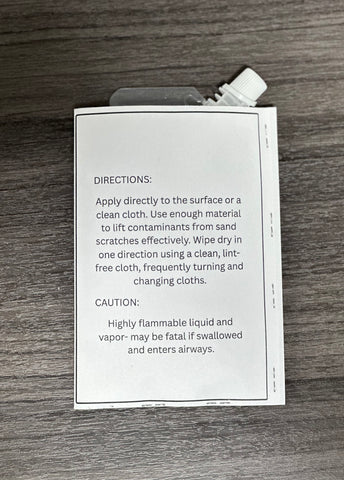 DIRECTIONS:
Apply directly to the surface or a
clean cloth. Use enough material
to lift contaminants from sand
scratches effectively. Wipe dry in
one direction using a clean, lint-
free cloth, frequently turning and
changing cloths.
CAUTION:
Highly flammable liquid and
vapor- may be fatal if swallowed
and enters airways.